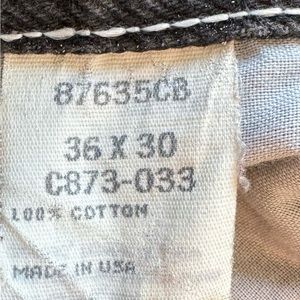 87635CB
36 X 30
C873-033
100% COTTON
MADE IN USA